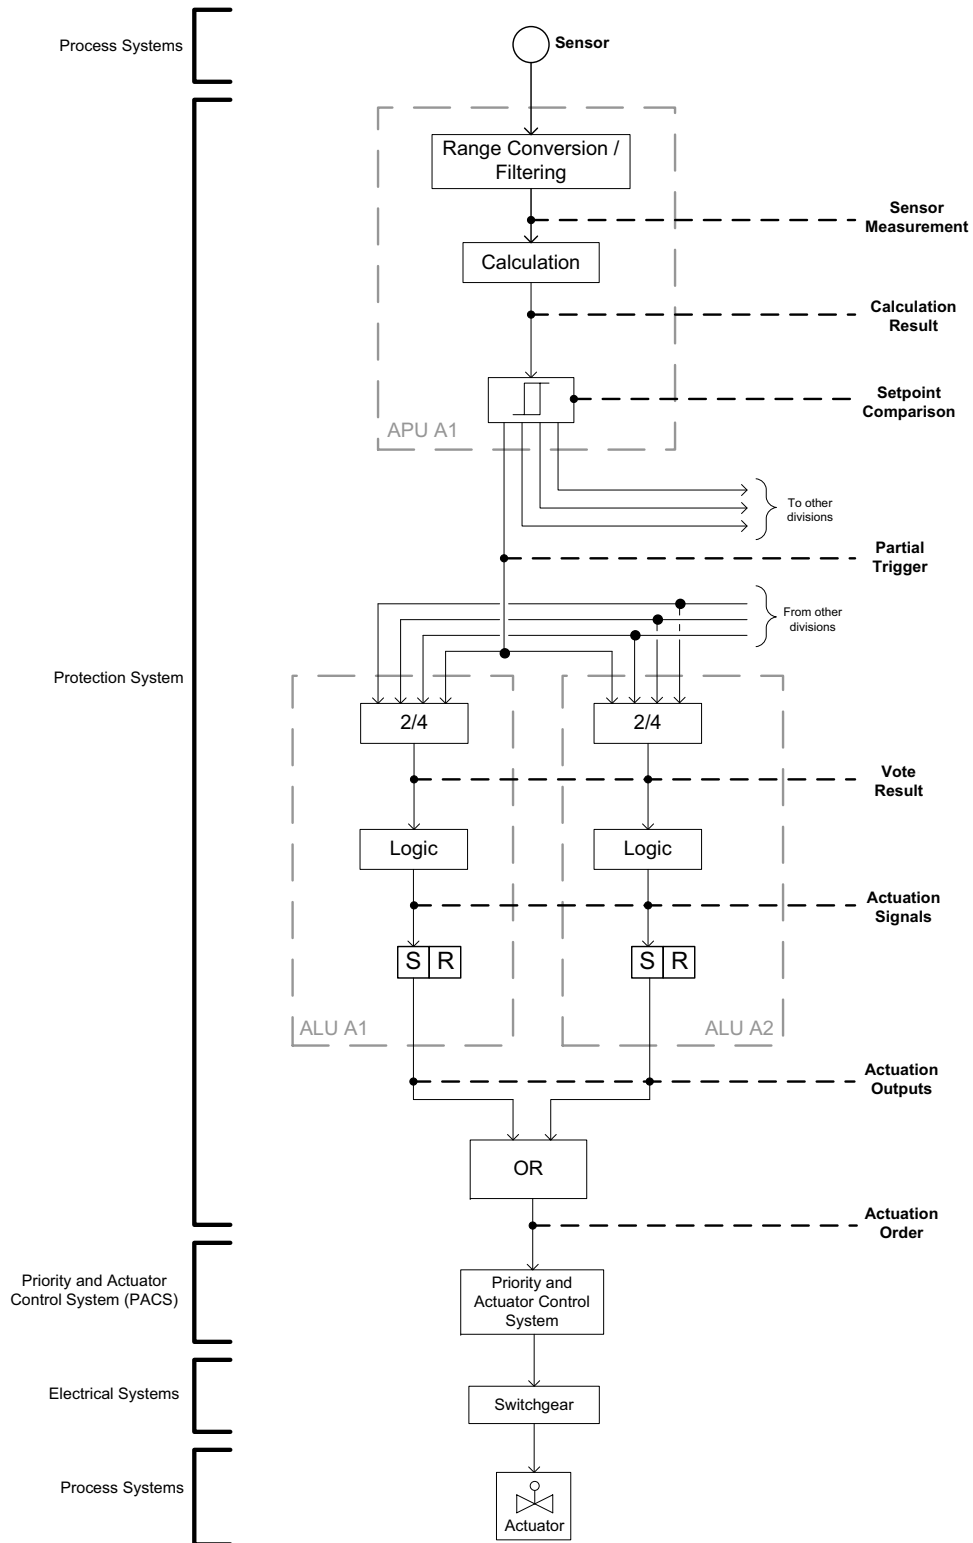 Process Systems
Sensor
Range Conversion /
Filtering
Sensor
Measurement
Calculation
Calculation
Result
Setpoint
Comparison
APU A1
To other
divisions
Partial
Trigger
From other
divisions
Protection System
2/4
2/4
Vote
Result
Logic
Logic
Actuation
Signals
S R
S R
ALU A1
ALU A2
Actuation
Outputs
OR
Actuation
Order
Priority and Actuator
Control System (PACS)
Priority and
Actuator Control
System
Electrical Systems
Switchgear
Process Systems
Actuator